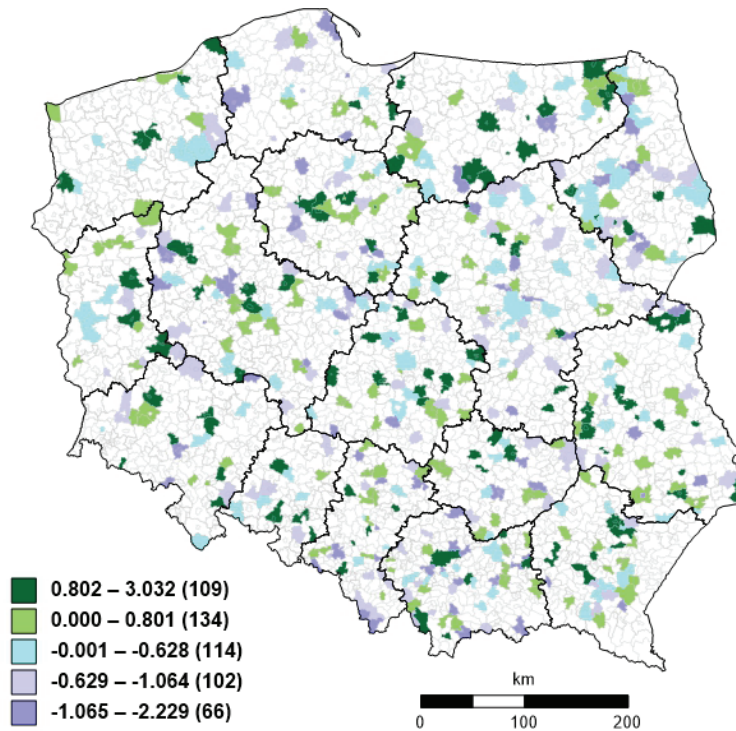 0.802 – 3.032 (109)
0.000 – 0.801 (134)
-0.001 – -0.628 (114)
-0.629 – -1.064 (102)
-1.065 – -2.229 (66)
km
0 100 200